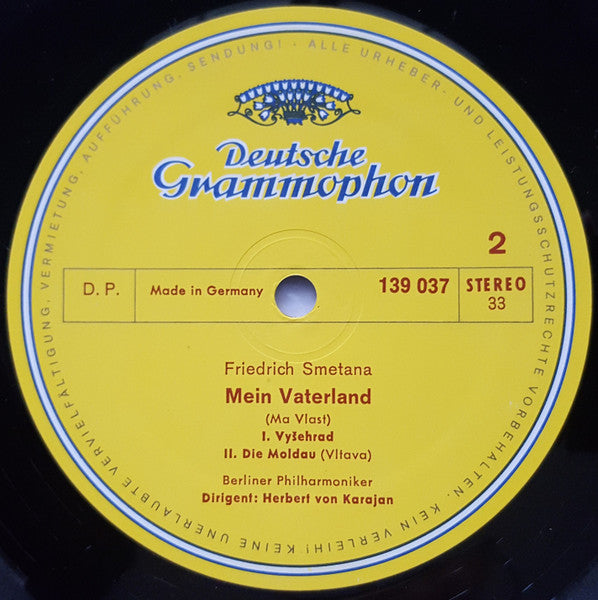 ALLE URHEBER- UND LEISTUNGSSCHUTZRECHTE VORBEHALTEN. KEIN VERLEIH! KEINE UNERLAUBTE VERVIELFÄLTIGUNG, VERMIETUNG, AUFFÜHRUNG, SENDUNG! ·
Deutsche
Grammophon
2
D. P.
Made in Germany
139 037
STEREO
33
Friedrich Smetana
Mein Vaterland
(Ma Vlast)
I. Vyšehrad
II. Die Moldau (Vltava)
Berliner Philharmoniker
Dirigent: Herbert von Karajan